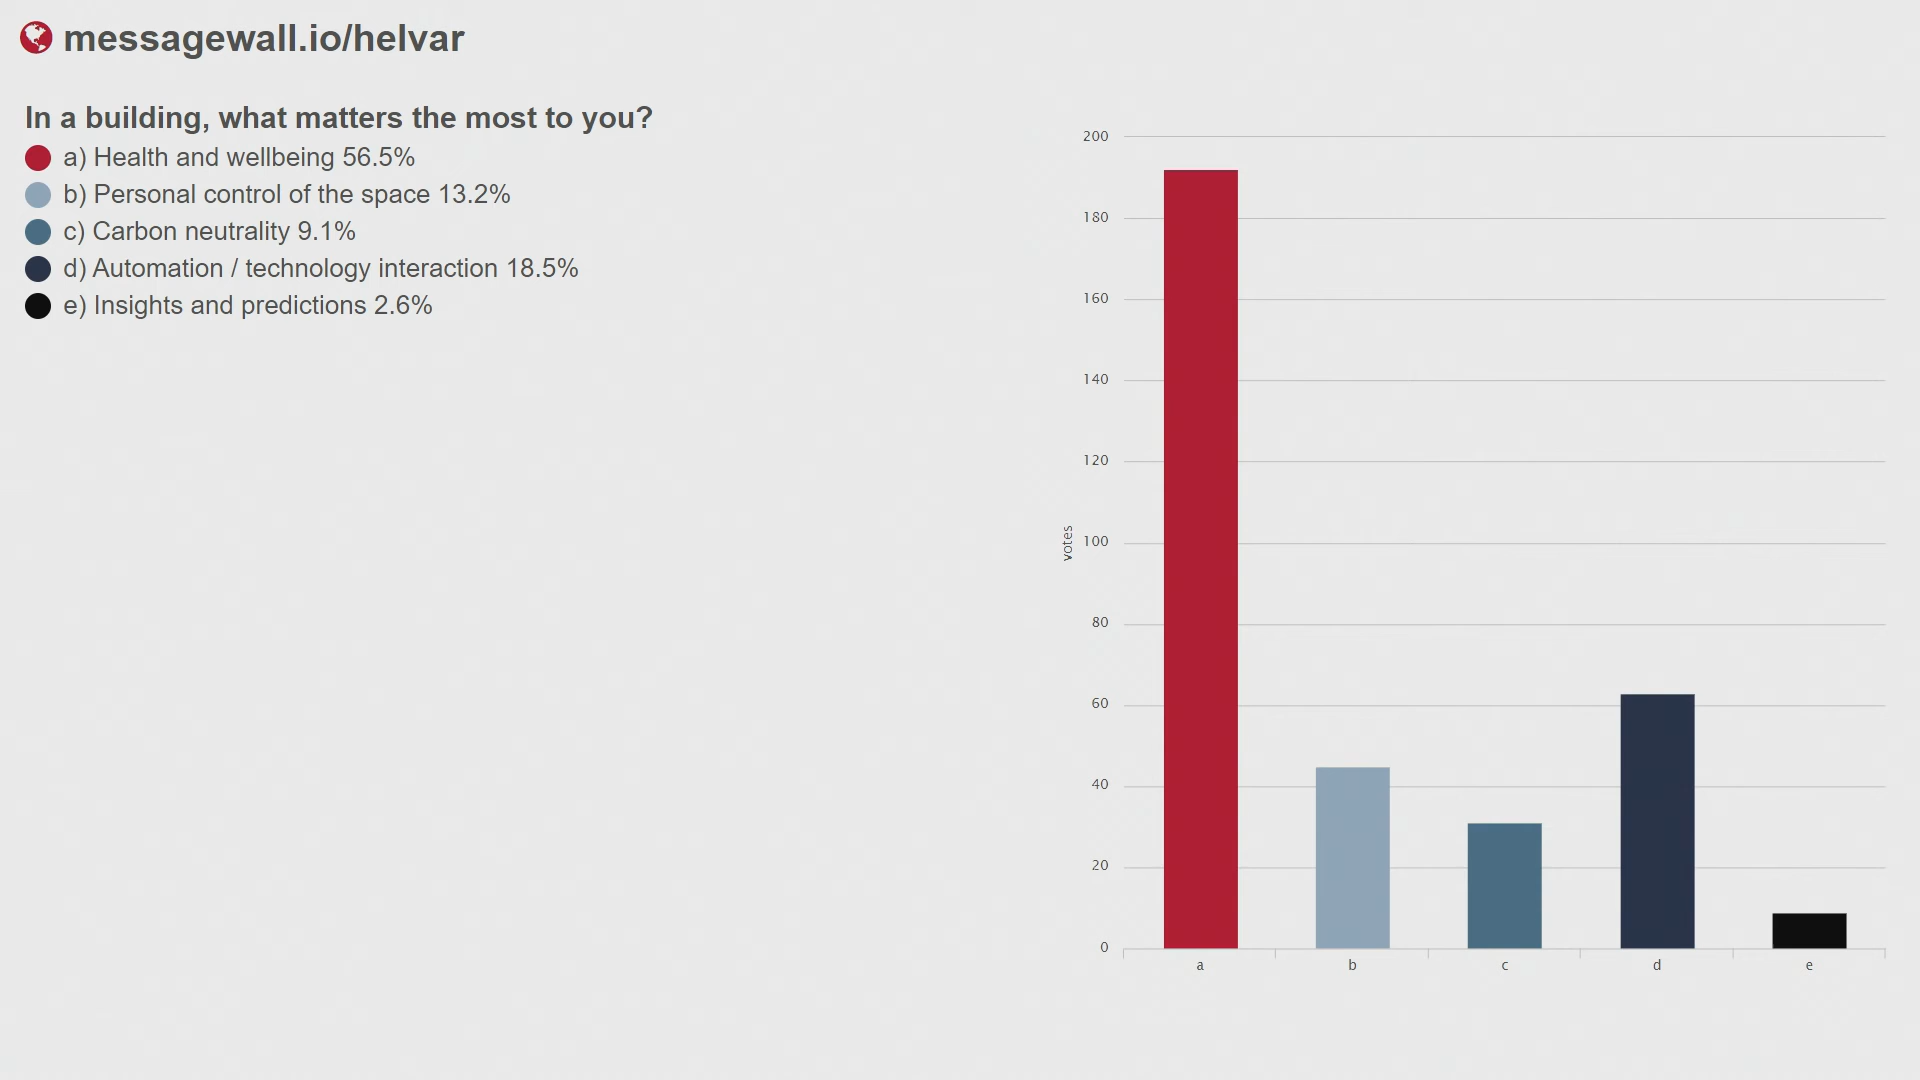 messagewall.io/helvar
In a building, what matters the most to you?
a) Health and wellbeing 56.5%
b) Personal control of the space 13.2%
c) Carbon neutrality 9.1%
d) Automation / technology interaction 18.5%
e) Insights and predictions 2.6%
200
180
160
140
120
100
80
60
40
20
0
votes
a b c d e